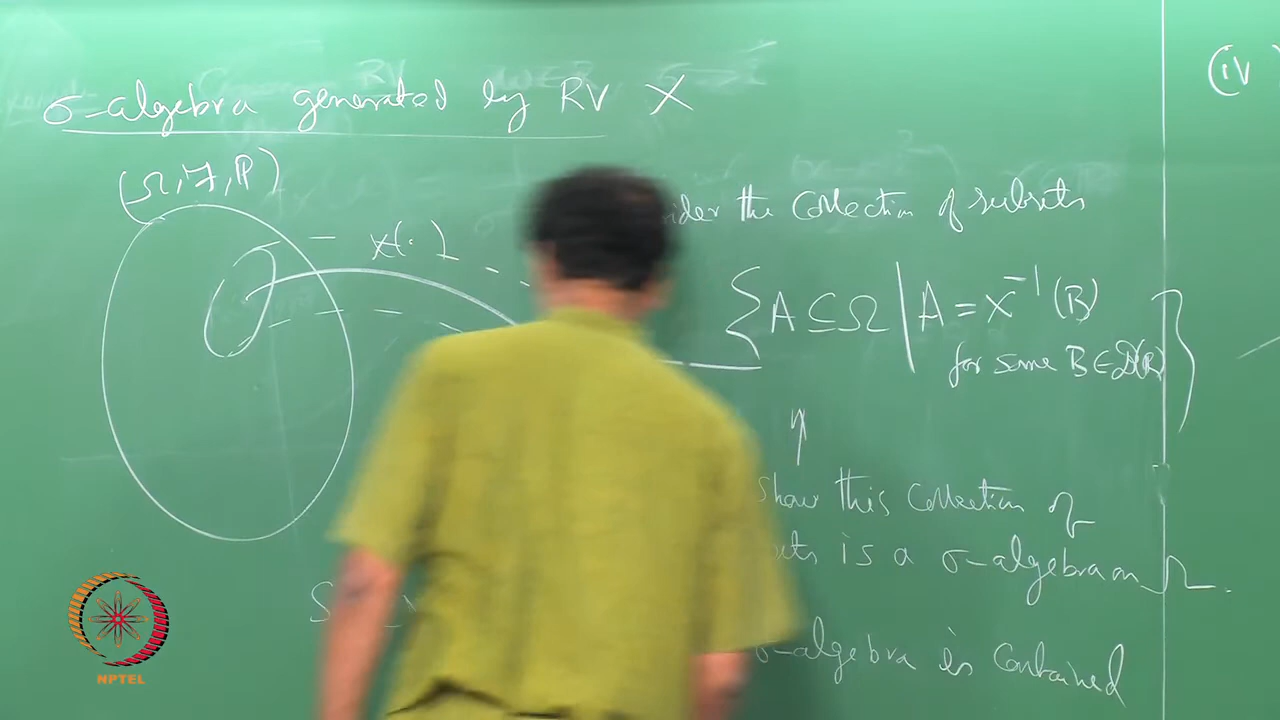 σ-algebra generated by RV X
(Ω, ℱ, ℙ)
X(·)
the collection of subsets
{A ⊆ Ω | A = X⁻¹(B)
for some B ∈ ℬ(ℝ)}
Show this collection of
is a σ-algebra on Ω.
σ-algebra is contained
(iv)
NPTEL